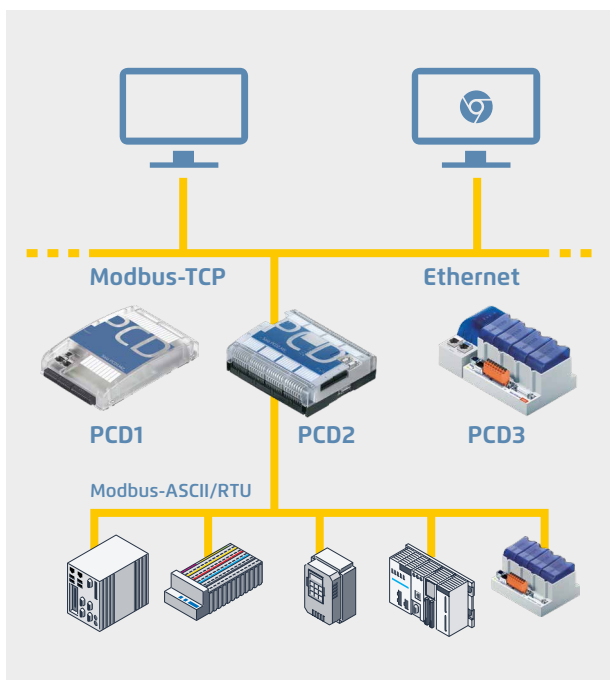 Modbus-TCP
Ethernet
PCD
PCD
PCD1
PCD2
PCD3
Modbus-ASCII/RTU